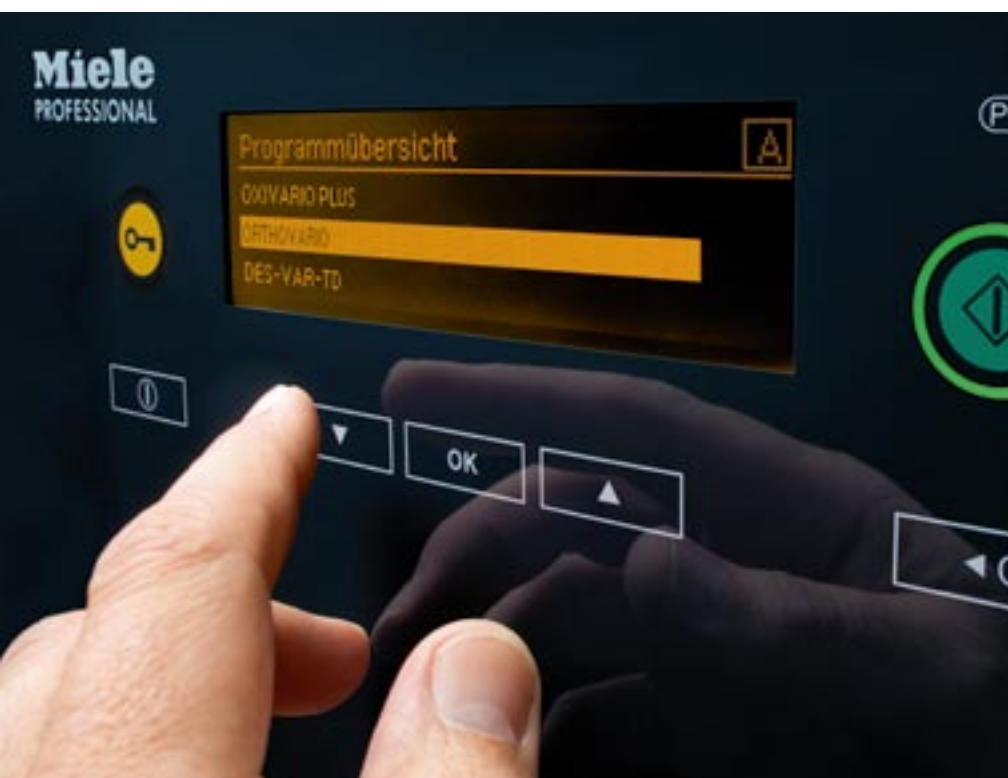 Miele
PROFESSIONAL
Programmübersicht
A
OXIVARIO PLUS
ORTHOVARIO
DES-VAR-TD
OK